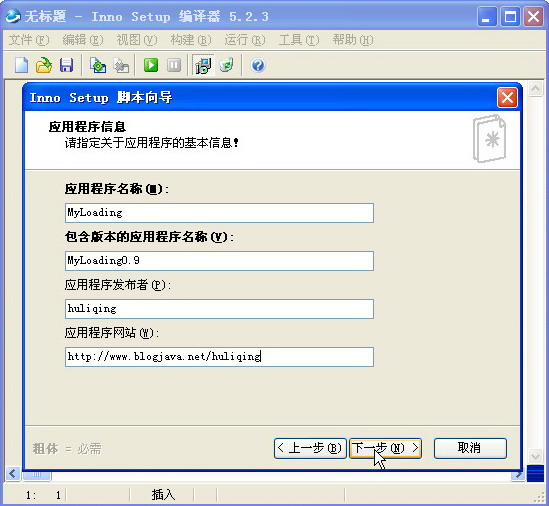 无标题 - Inno Setup 编译器 5.2.3
文件(F) 编辑(E) 视图(V) 构建(B) 运行(R) 工具(T) 帮助(H)
Inno Setup 脚本向导
应用程序信息
请指定关于应用程序的基本信息!
应用程序名称(M):
MyLoading
包含版本的应用程序名称(V):
MyLoading0.9
应用程序发布者(P):
huliqing
应用程序网站(W):
http://www.blogjava.net/huliqing
粗体 = 必需
< 上一步(B) 下一步(N) > 取消
1: 1 插入